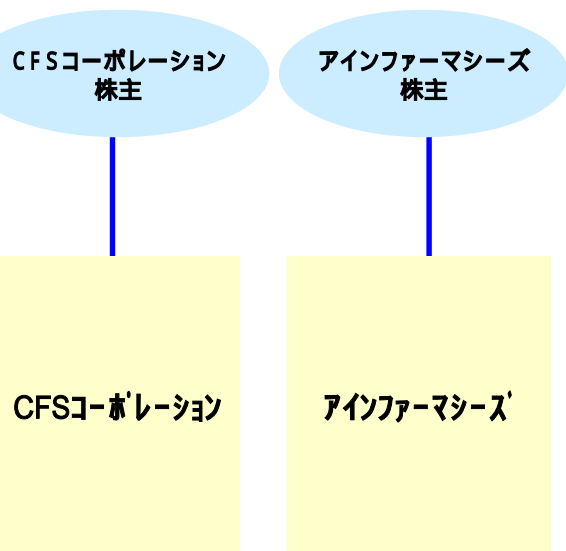 CFSコーポレーション
株主
アインファーマシーズ
株主
CFSｺｰﾎﾟﾚｰｼｮﾝ
ｱｲﾝﾌｧｰﾏｼｰｽﾞ